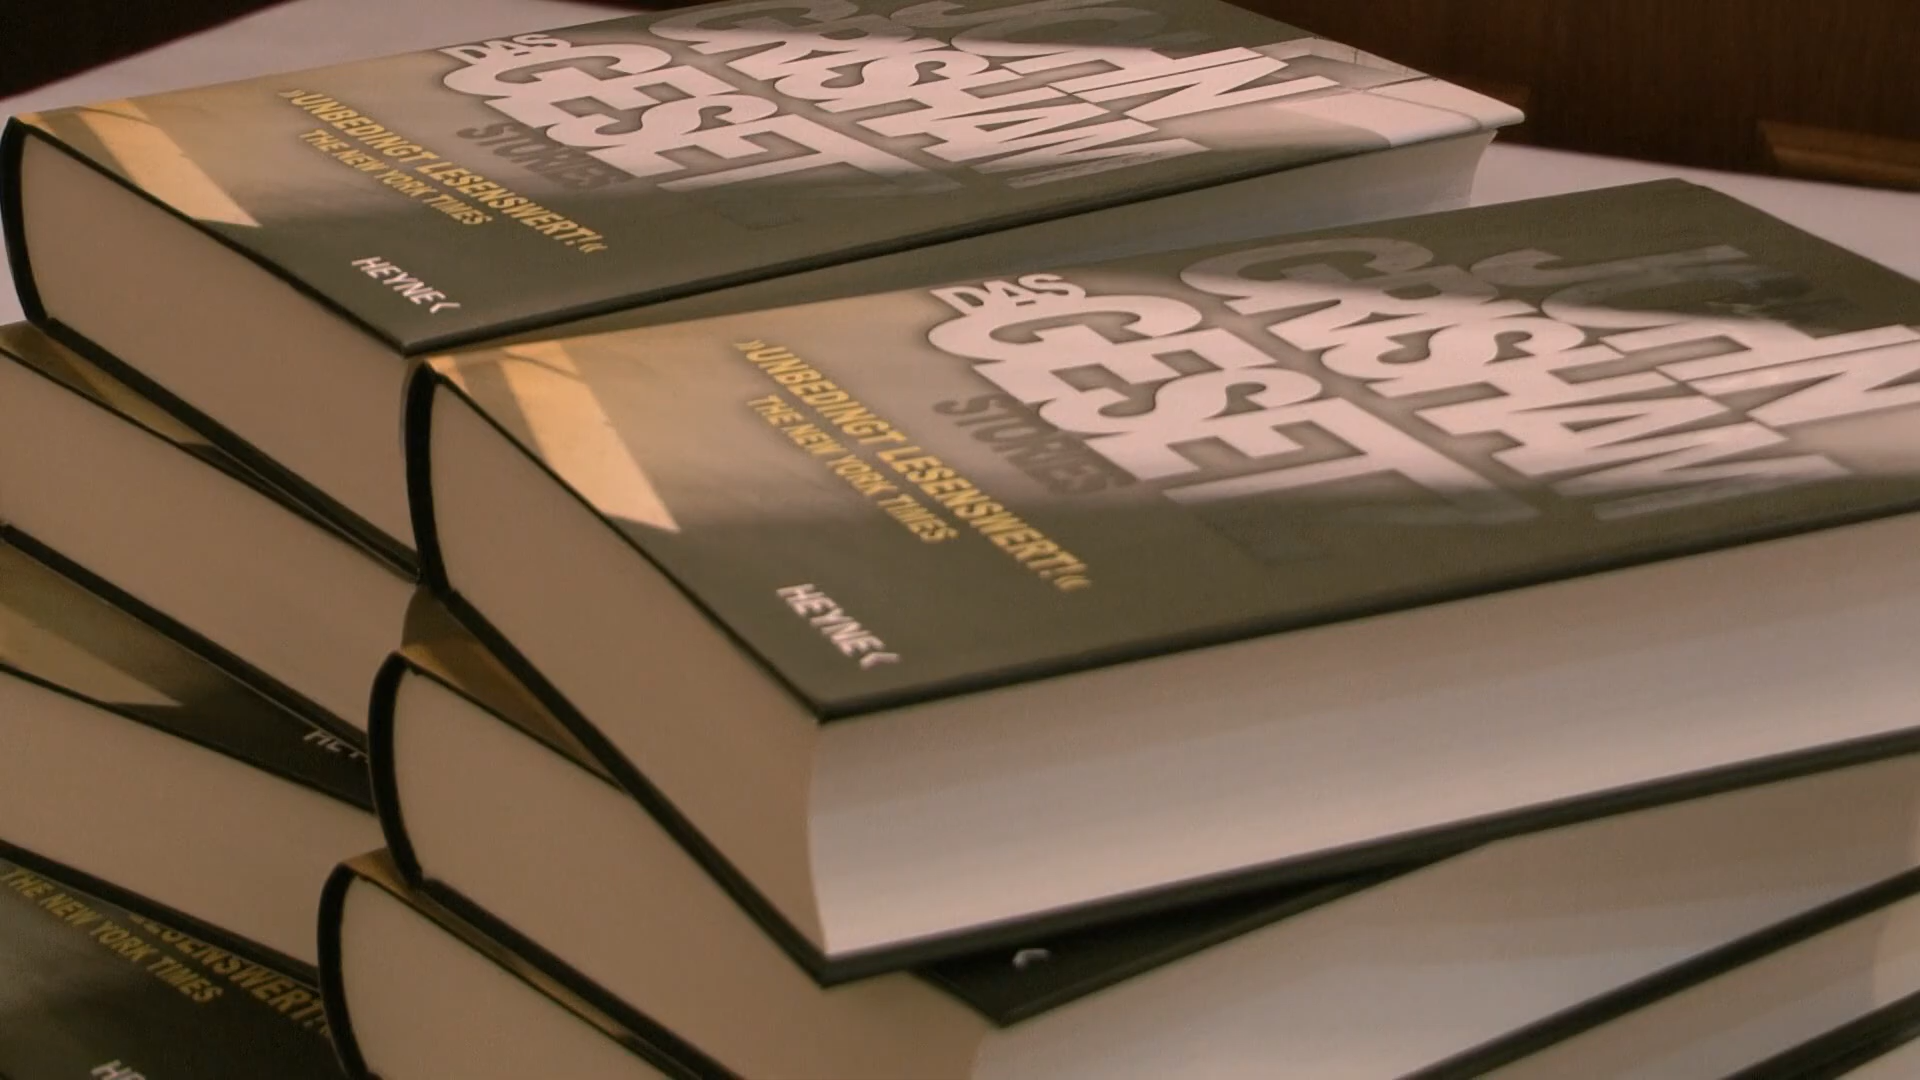 JOHN
GRISHAM
DAS
GESETZ
STORIES
»UNBEDINGT LESENSWERT!«
THE NEW YORK TIMES
HEYNE‹
JOHN
GRISHAM
DAS
GESETZ
STORIES
»UNBEDINGT LESENSWERT!«
THE NEW YORK TIMES
HEYNE‹
LESENSWERT!«
THE NEW YORK TIMES